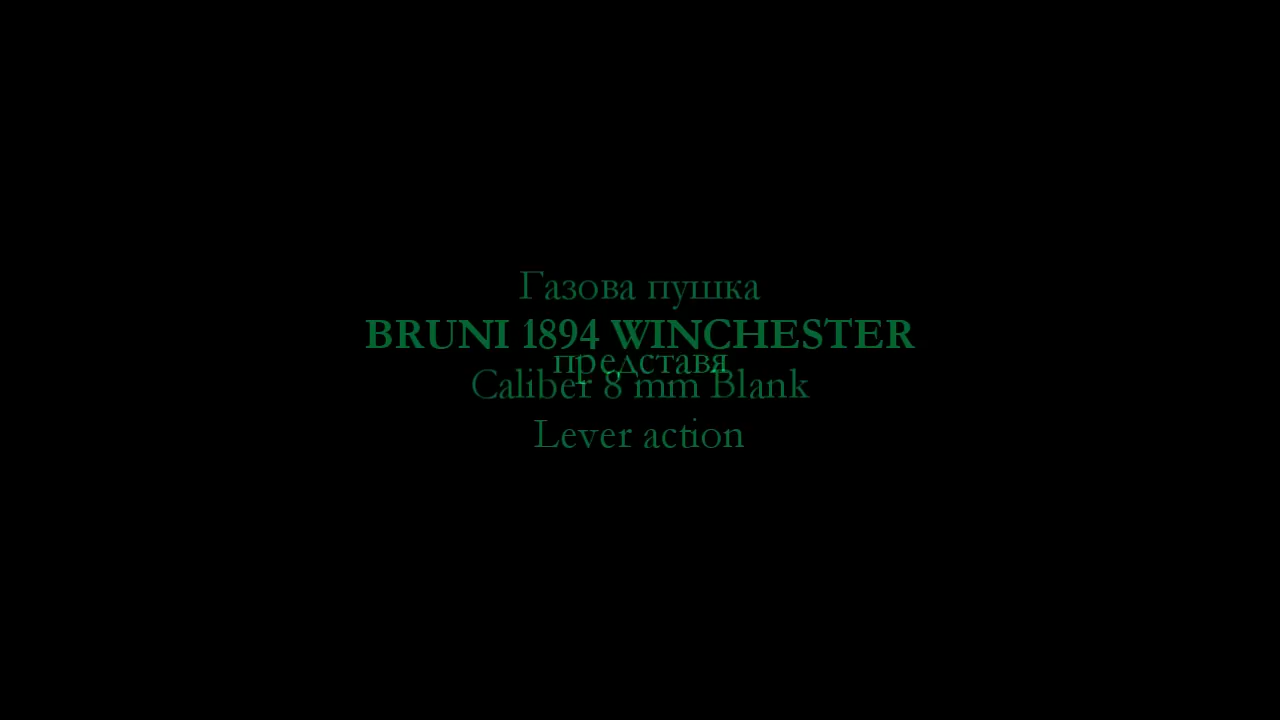 Газова пушка
BRUNI 1894 WINCHESTER
представя
Caliber 8 mm Blank
Lever action